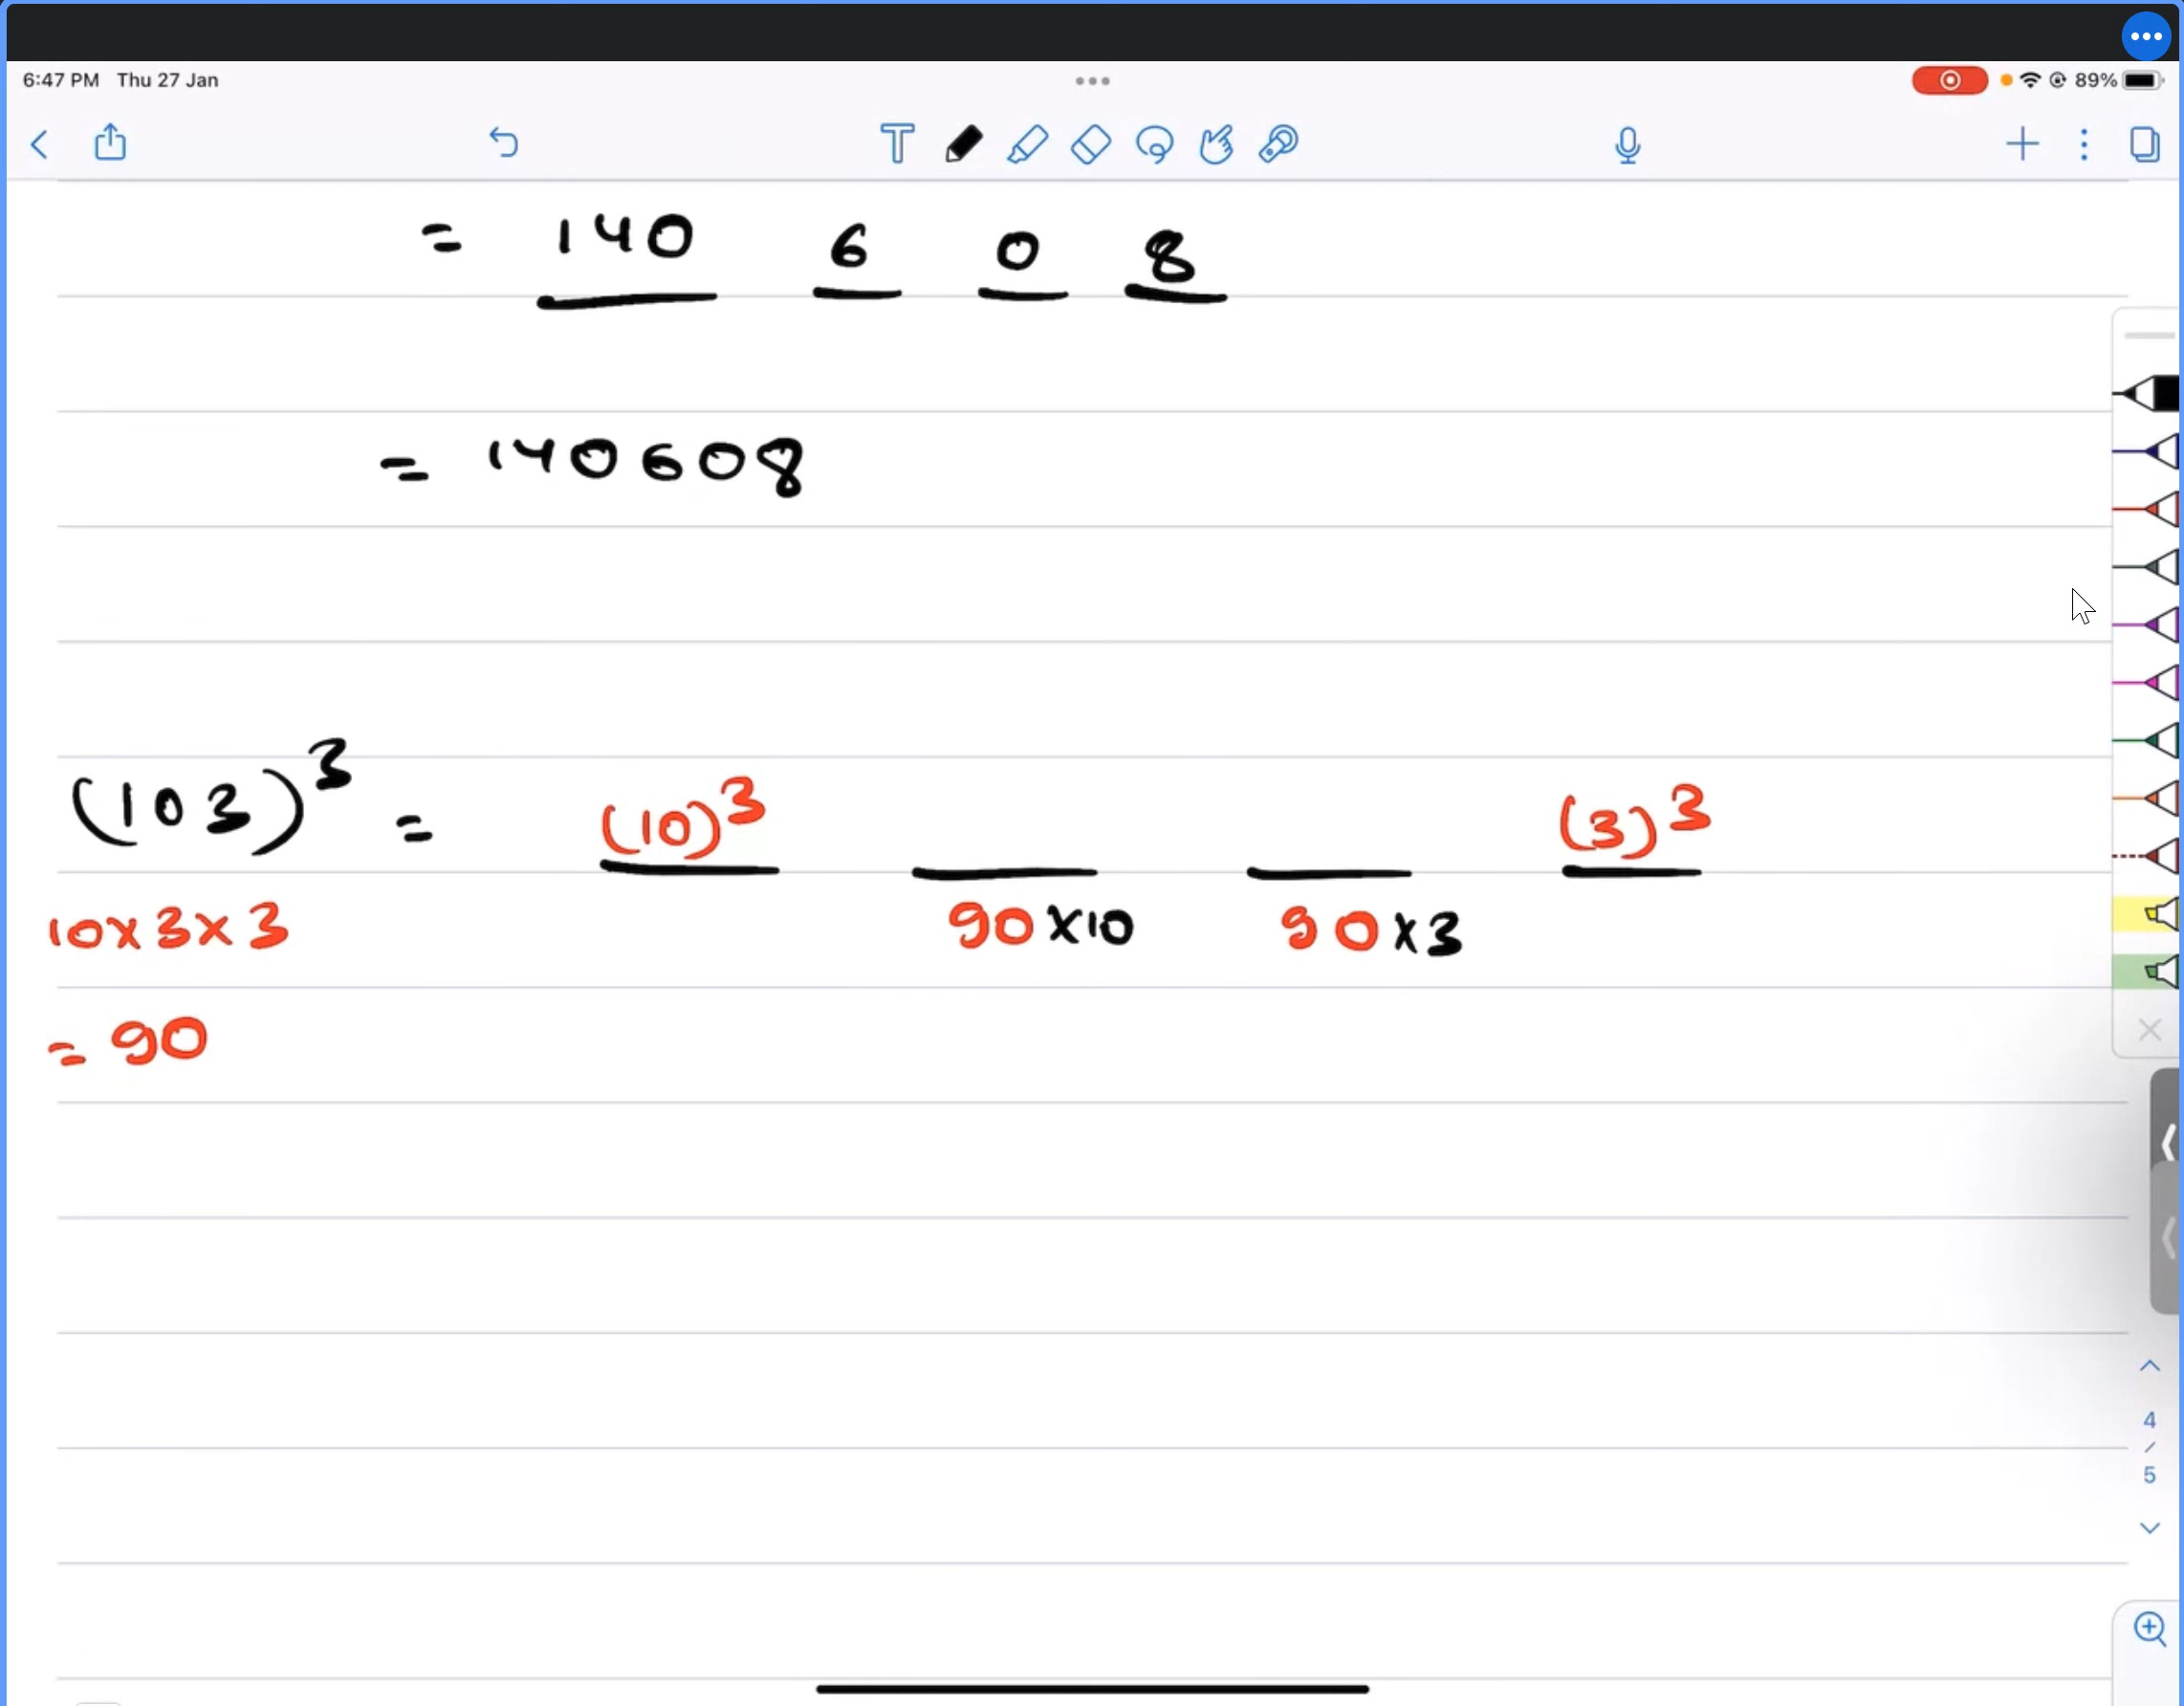 6:47 PM Thu 27 Jan
89%
T
= 140 6 0 8
= 140608
(103)³ = (10)³ (3)³
10x3x3 90x10 90x3
= 90
4
/
5